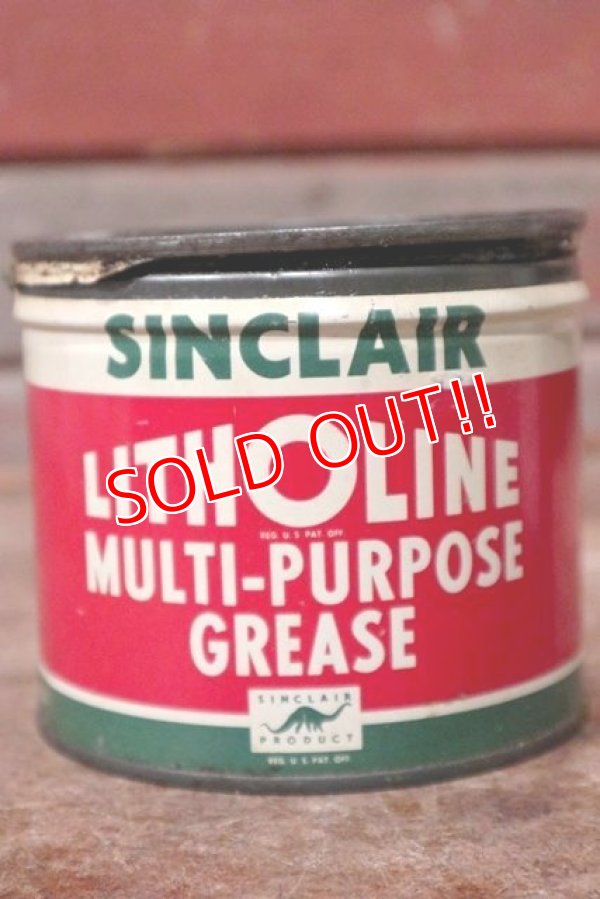 SINCLAIR
LITHOLINE
SOLD OUT!!
REG. U.S. PAT. OFF.
MULTI-PURPOSE
GREASE
SINCLAIR
PRODUCT
REG. U.S. PAT. OFF.